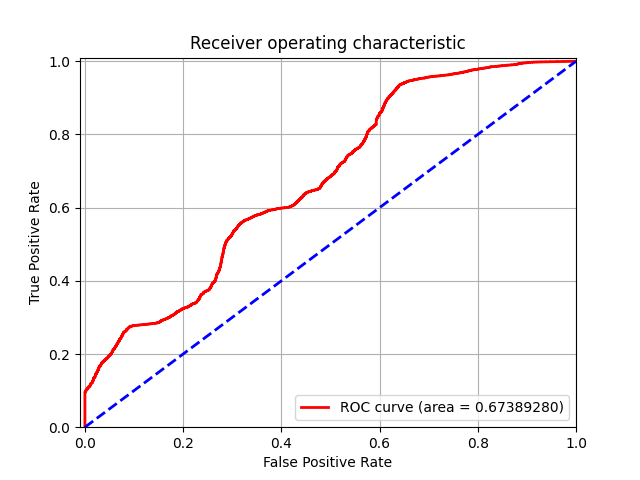 Receiver operating characteristic
1.0
0.8
0.6
0.4
0.2
0.0
True Positive Rate
ROC curve (area = 0.67389280)
0.0 0.2 0.4 0.6 0.8 1.0
False Positive Rate